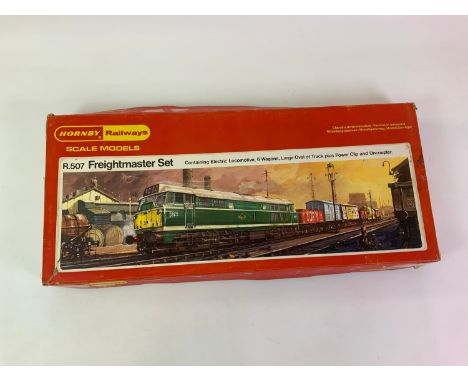 HORNBY Railways
SCALE MODELS
R.507 Freightmaster Set
Containing Electric Locomotive, 6 Wagons, Large Oval of Track plus Power Clip and Uncoupler.